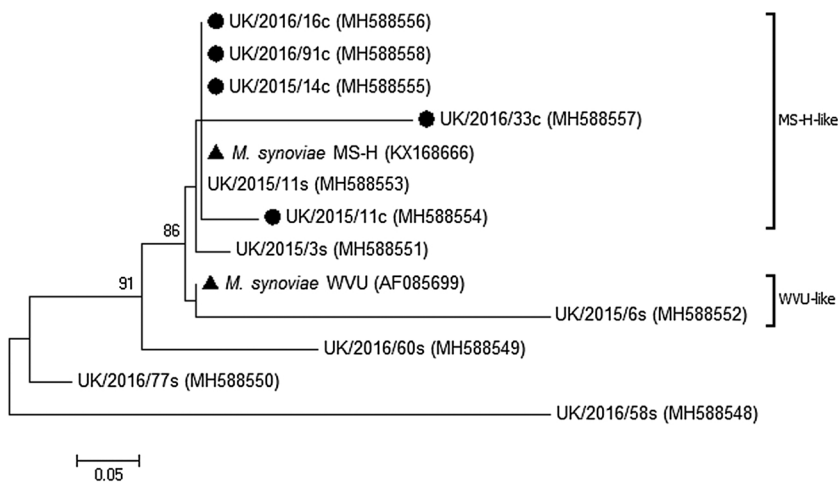 UK/2016/16c (MH588556)
UK/2016/91c (MH588558)
UK/2015/14c (MH588555)
UK/2016/33c (MH588557)
MS-H-like
M. synoviae MS-H (KX168666)
UK/2015/11s (MH588553)
UK/2015/11c (MH588554)
86
UK/2015/3s (MH588551)
91
M. synoviae WVU (AF085699)
WVU-like
UK/2015/6s (MH588552)
UK/2016/60s (MH588549)
UK/2016/77s (MH588550)
UK/2016/58s (MH588548)
0.05